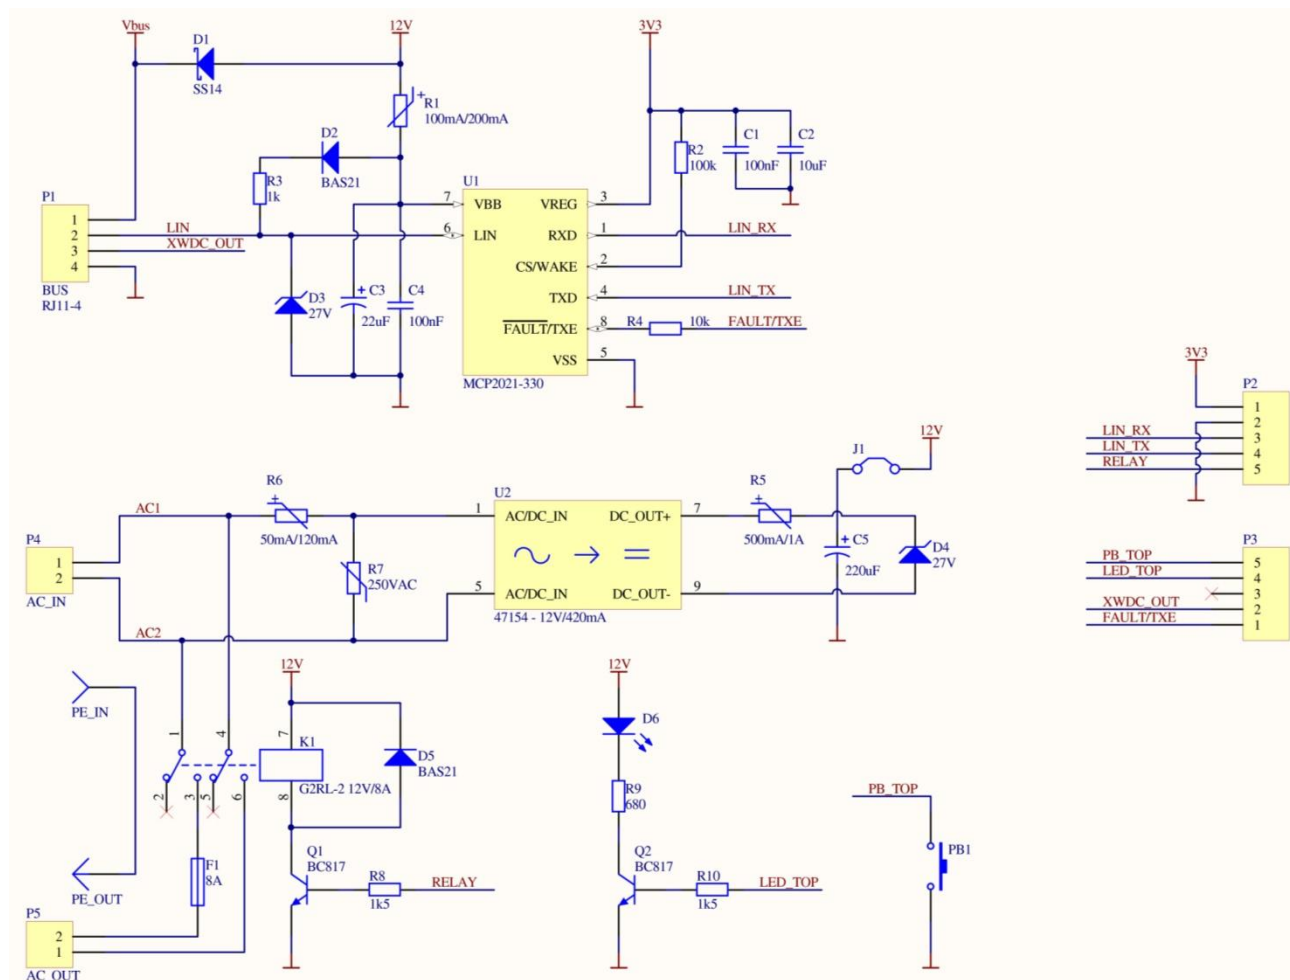 Vbus
12V
3V3
D1
SS14
R1
100mA/200mA
D2
BAS21
R3
1k
P1
1
2
3
4
BUS
RJ11-4
LIN
XWDC_OUT
D3
27V
C3
22uF
C4
100nF
U1
7 VBB
6 LIN
VREG 3
RXD 1
CS/WAKE 2
TXD 4
FAULT/TXE 8
VSS 5
MCP2021-330
R2
100k
C1
100nF
C2
10uF
LIN_RX
LIN_TX
R4 10k FAULT/TXE
3V3
P2
LIN_RX
LIN_TX
RELAY
1
2
3
4
5
P4
1
2
AC_IN
AC1
AC2
R6
50mA/120mA
R7
250VAC
U2
1 AC/DC_IN
5 AC/DC_IN
DC_OUT+ 7
DC_OUT- 9
47154 - 12V/420mA
R5
500mA/1A
J1
12V
C5
220uF
D4
27V
P3
PB_TOP 5
LED_TOP 4
3
XWDC_OUT 2
FAULT/TXE 1
PE_IN
PE_OUT
1
4
2
3
5
6
12V
7
K1
G2RL-2 12V/8A
8
D5
BAS21
F1
8A
P5
2
1
AC_OUT
Q1
BC817
R8
1k5
RELAY
12V
D6
R9
680
Q2
BC817
R10
1k5
LED_TOP
PB_TOP
PB1